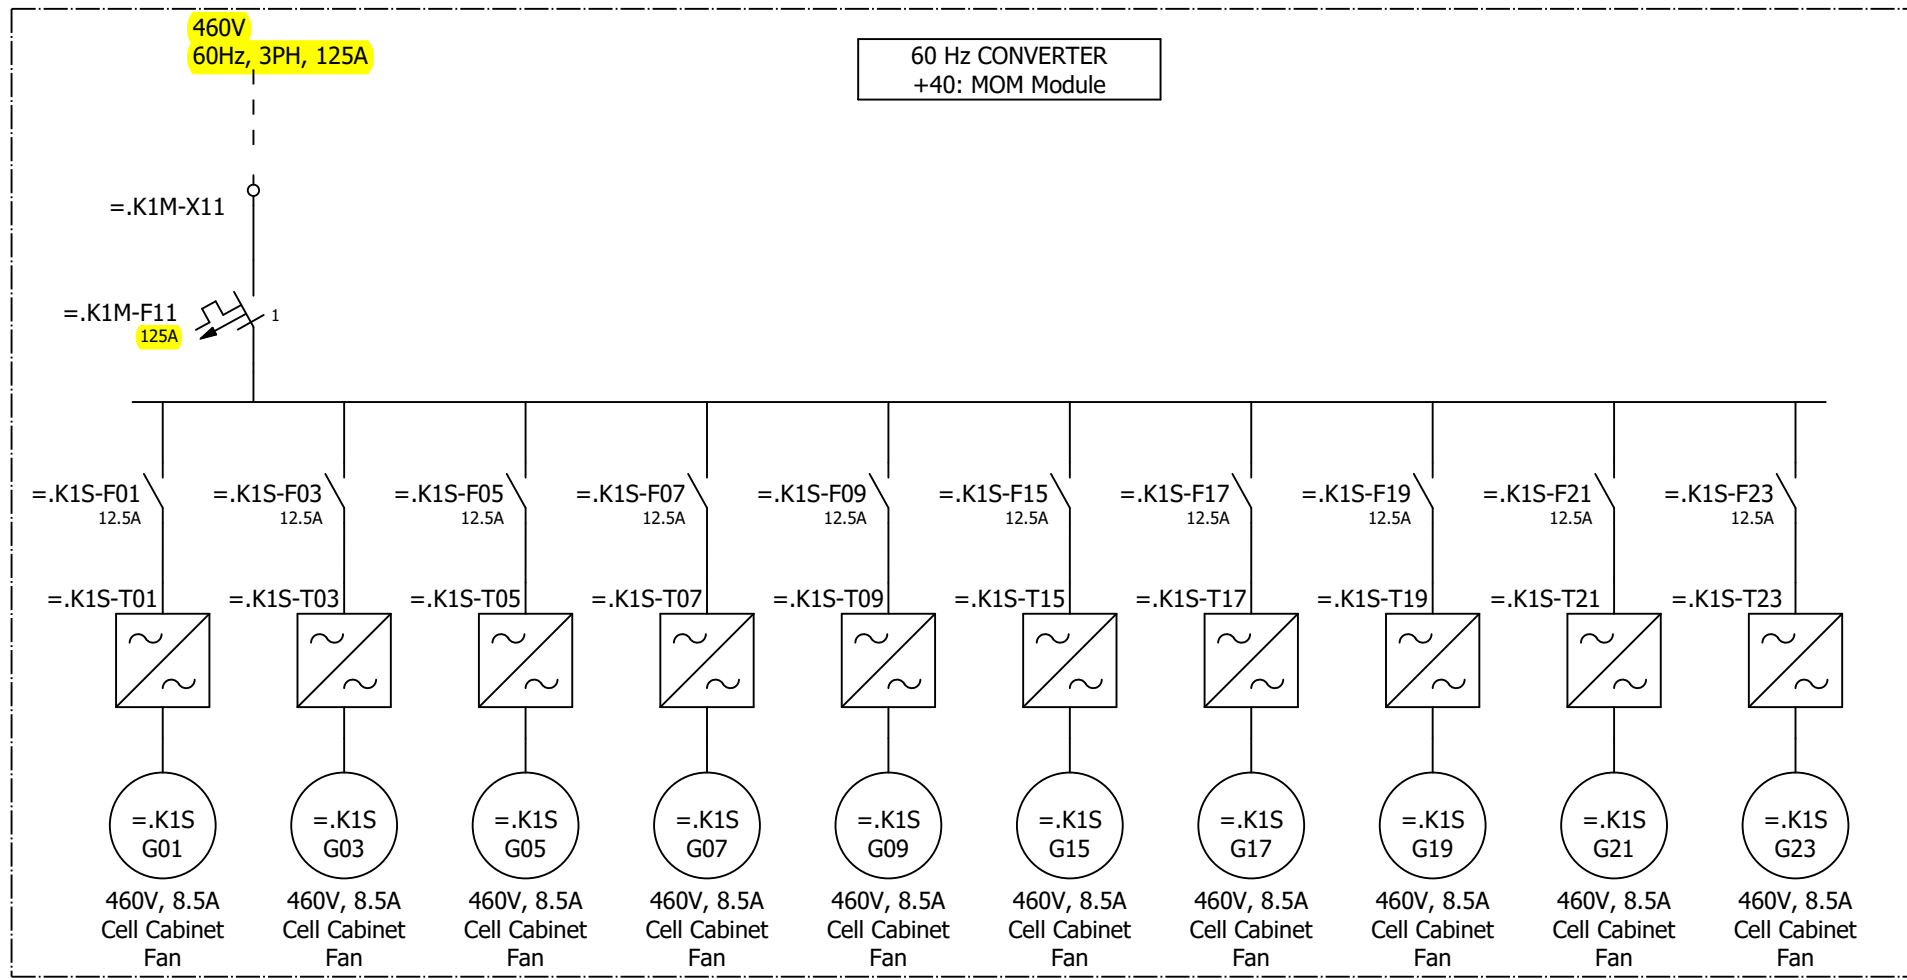 460V
60Hz, 3PH, 125A
60 Hz CONVERTER
+40: MOM Module
=.K1M-X11
=.K1M-F11
125A
1
=.K1S-F01
12.5A
=.K1S-F03
12.5A
=.K1S-F05
12.5A
=.K1S-F07
12.5A
=.K1S-F09
12.5A
=.K1S-F15
12.5A
=.K1S-F17
12.5A
=.K1S-F19
12.5A
=.K1S-F21
12.5A
=.K1S-F23
12.5A
=.K1S-T01
=.K1S-T03
=.K1S-T05
=.K1S-T07
=.K1S-T09
=.K1S-T15
=.K1S-T17
=.K1S-T19
=.K1S-T21
=.K1S-T23
=.K1S
G01
=.K1S
G03
=.K1S
G05
=.K1S
G07
=.K1S
G09
=.K1S
G15
=.K1S
G17
=.K1S
G19
=.K1S
G21
=.K1S
G23
460V, 8.5A
Cell Cabinet
Fan
460V, 8.5A
Cell Cabinet
Fan
460V, 8.5A
Cell Cabinet
Fan
460V, 8.5A
Cell Cabinet
Fan
460V, 8.5A
Cell Cabinet
Fan
460V, 8.5A
Cell Cabinet
Fan
460V, 8.5A
Cell Cabinet
Fan
460V, 8.5A
Cell Cabinet
Fan
460V, 8.5A
Cell Cabinet
Fan
460V, 8.5A
Cell Cabinet
Fan